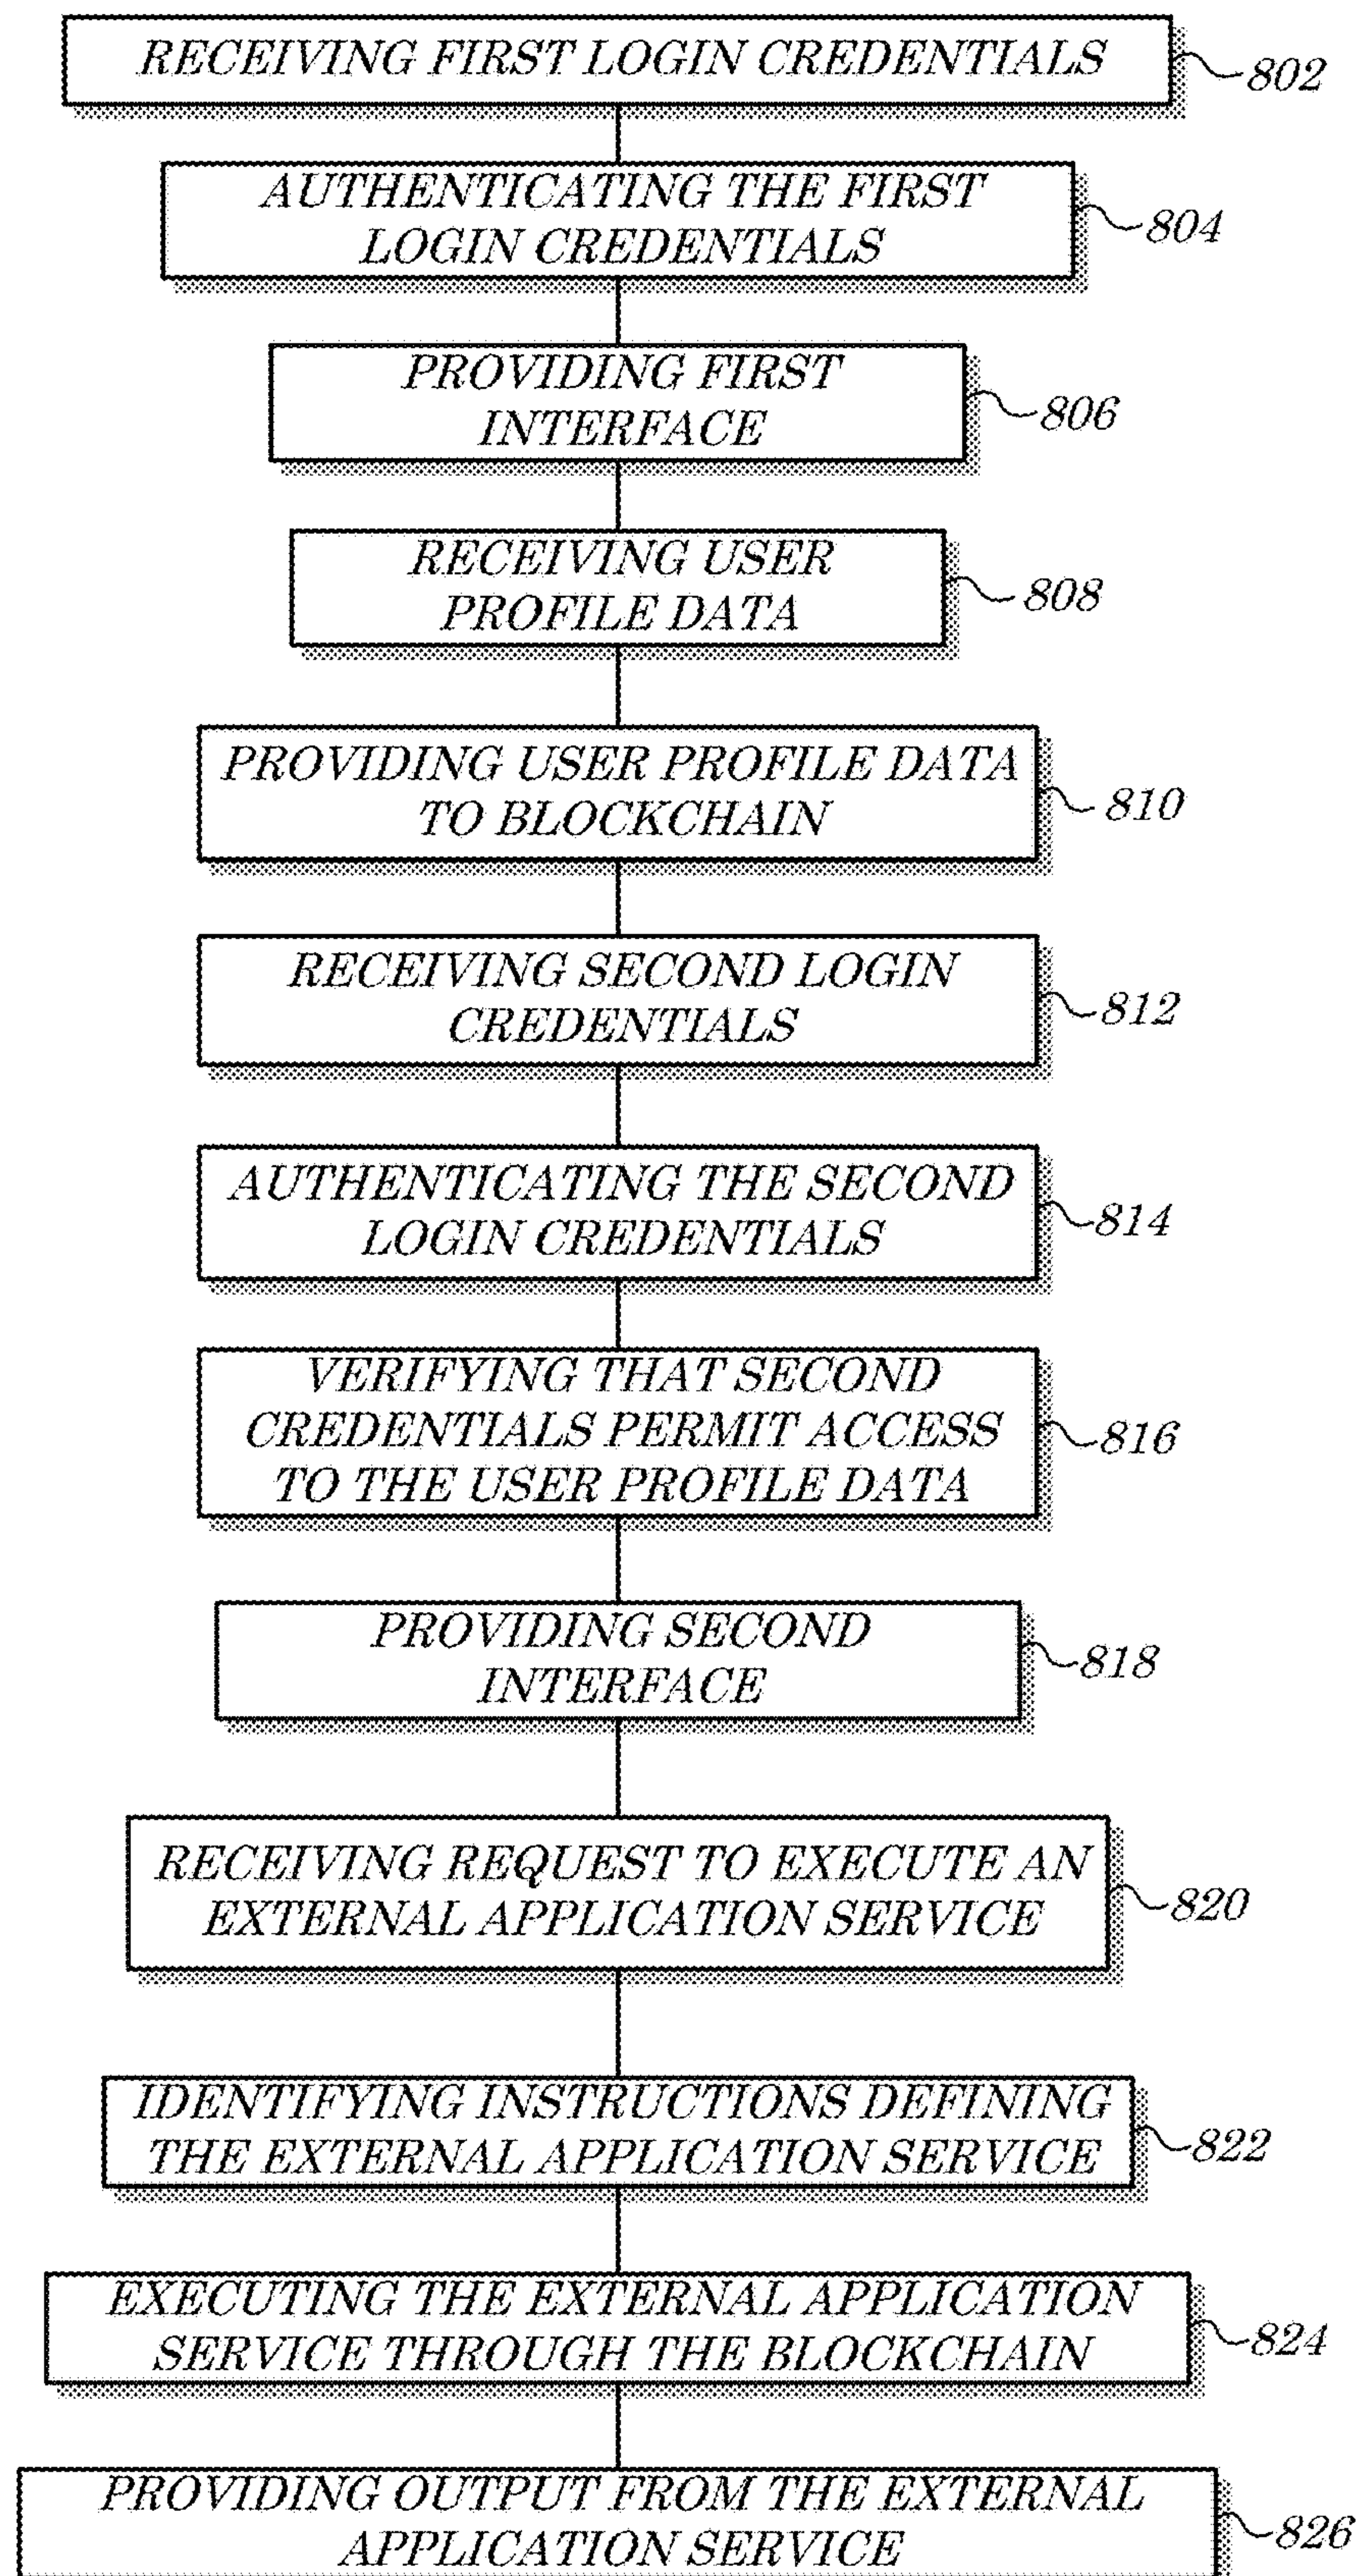 RECEIVING FIRST LOGIN CREDENTIALS
802
AUTHENTICATING THE FIRST
LOGIN CREDENTIALS
804
PROVIDING FIRST
INTERFACE
806
RECEIVING USER
PROFILE DATA
808
PROVIDING USER PROFILE DATA
TO BLOCKCHAIN
810
RECEIVING SECOND LOGIN
CREDENTIALS
812
AUTHENTICATING THE SECOND
LOGIN CREDENTIALS
814
VERIFYING THAT SECOND
CREDENTIALS PERMIT ACCESS
TO THE USER PROFILE DATA
816
PROVIDING SECOND
INTERFACE
818
RECEIVING REQUEST TO EXECUTE AN
EXTERNAL APPLICATION SERVICE
820
IDENTIFYING INSTRUCTIONS DEFINING
THE EXTERNAL APPLICATION SERVICE
822
EXECUTING THE EXTERNAL APPLICATION
SERVICE THROUGH THE BLOCKCHAIN
824
PROVIDING OUTPUT FROM THE EXTERNAL
APPLICATION SERVICE
826